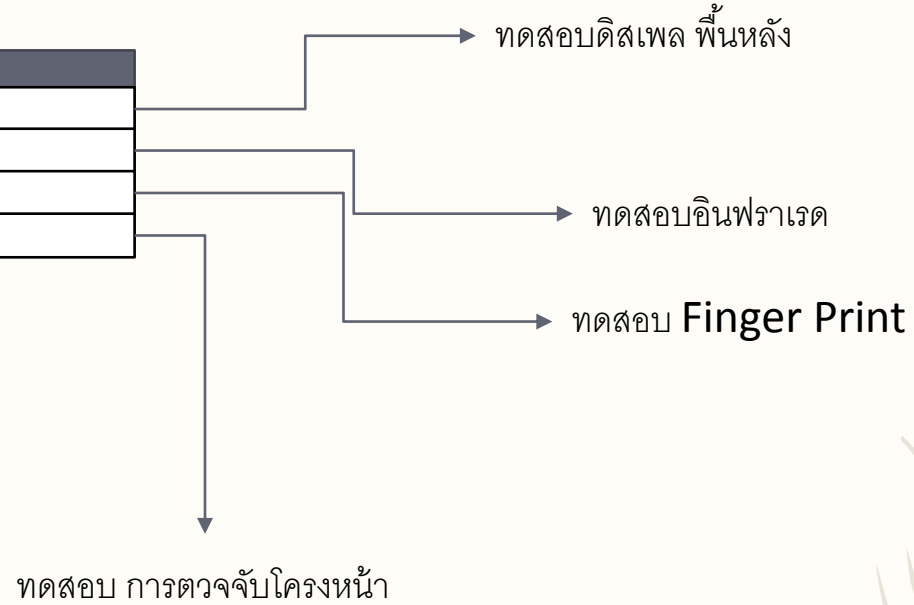 ทดสอบดิสเพล พื้นหลัง
ทดสอบอินฟราเรด
ทดสอบ Finger Print
ทดสอบ การตวจจับโครงหน้า